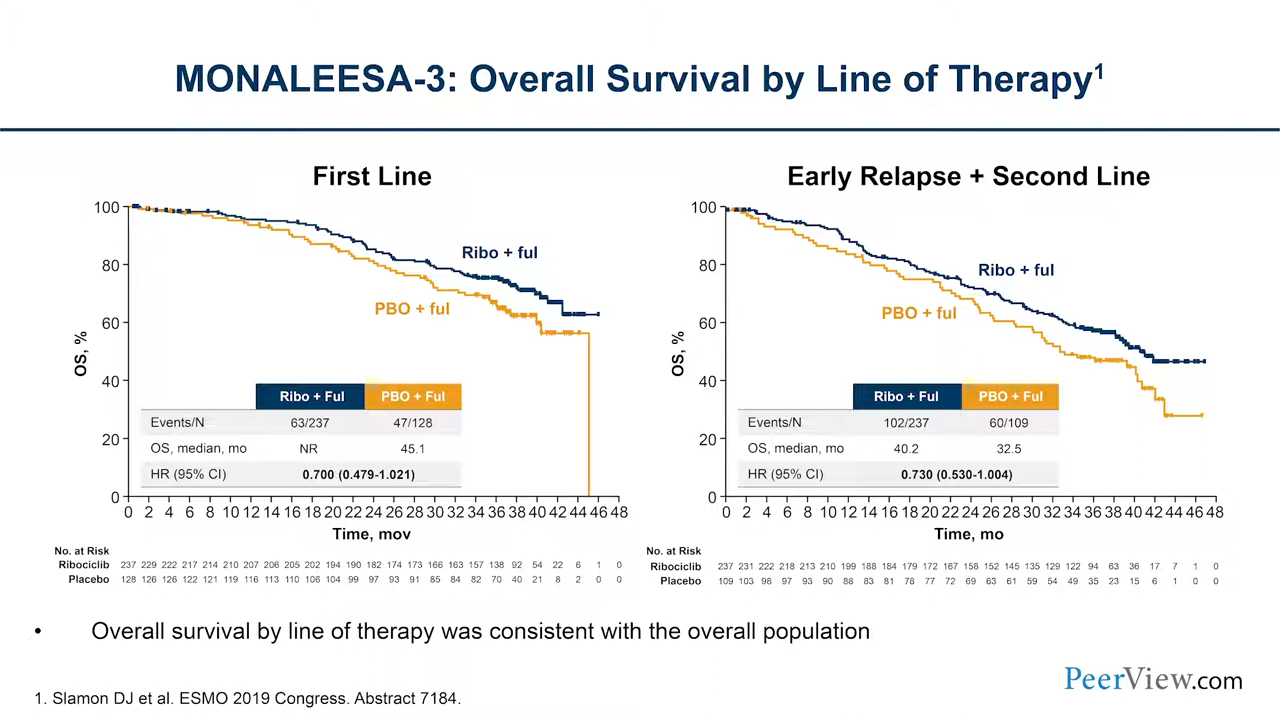 MONALEESA-3: Overall Survival by Line of Therapy1
First Line
100
80
60
40
20
0
OS, %
Ribo + ful
PBO + ful
Ribo + Ful PBO + Ful
Events/N 63/237 47/128
OS, median, mo NR 45.1
HR (95% CI) 0.700 (0.479-1.021)
0 2 4 6 8 10 12 14 16 18 20 22 24 26 28 30 32 34 36 38 40 42 44 46 48
Time, mov
No. at Risk
Ribociclib 237 229 222 217 214 210 207 206 205 202 194 190 182 174 173 166 163 157 138 92 54 22 6 1 0
Placebo 128 126 126 122 121 119 116 113 110 106 104 99 97 93 91 85 84 82 70 40 21 8 2 0 0
Early Relapse + Second Line
100
80
60
40
20
0
OS, %
Ribo + ful
PBO + ful
Ribo + Ful PBO + Ful
Events/N 102/237 60/109
OS, median, mo 40.2 32.5
HR (95% CI) 0.730 (0.530-1.004)
0 2 4 6 8 10 12 14 16 18 20 22 24 26 28 30 32 34 36 38 40 42 44 46 48
Time, mo
No. at Risk
Ribociclib 237 231 222 218 213 210 199 188 184 179 172 167 158 152 145 135 129 122 94 63 36 17 7 1 0
Placebo 109 103 98 97 93 90 88 83 81 78 77 72 69 63 61 59 54 49 35 23 15 6 1 0 0
• Overall survival by line of therapy was consistent with the overall population
1. Slamon DJ et al. ESMO 2019 Congress. Abstract 7184.
PeerView.com